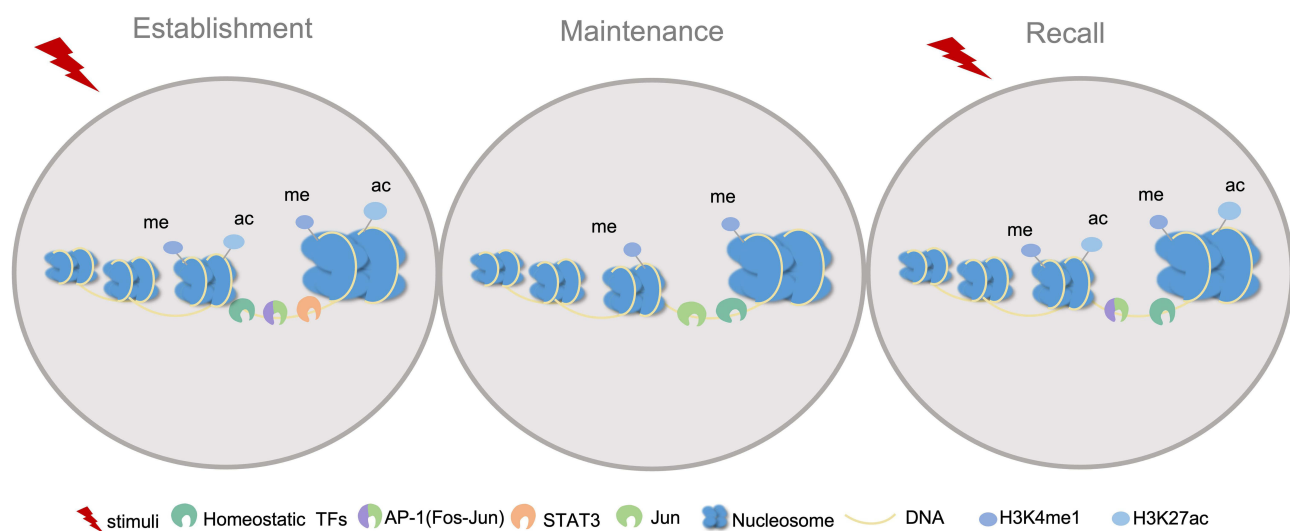 Establishment
Maintenance
Recall
me
ac
me
ac
me
me
me
ac
me
ac
stimuli
Homeostatic TFs
AP-1(Fos-Jun)
STAT3
Jun
Nucleosome
DNA
H3K4me1
H3K27ac